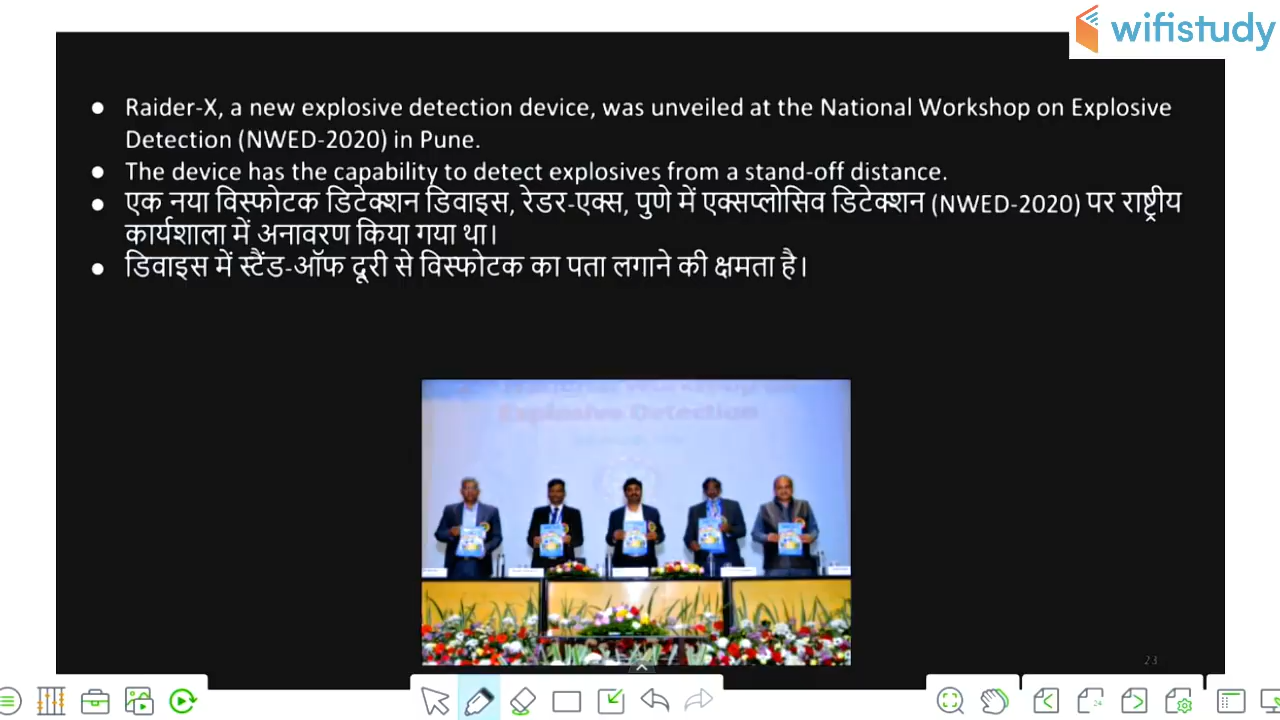 wifistudy
● Raider-X, a new explosive detection device, was unveiled at the National Workshop on Explosive
Detection (NWED-2020) in Pune.
● The device has the capability to detect explosives from a stand-off distance.
● एक नया विस्फोटक डिटेक्शन डिवाइस, रेडर-एक्स, पुणे में एक्सप्लोसिव डिटेक्शन (NWED-2020) पर राष्ट्रीय
कार्यशाला में अनावरण किया गया था।
● डिवाइस में स्टैंड-ऑफ दूरी से विस्फोटक का पता लगाने की क्षमता है।
Explosive Detection
23
24